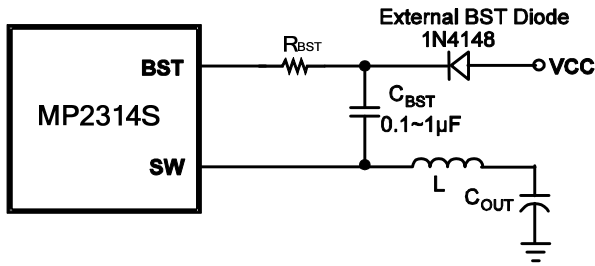 External BST Diode
1N4148
RBST
BST
VCC
CBST
0.1~1μF
MP2314S
SW
L
COUT